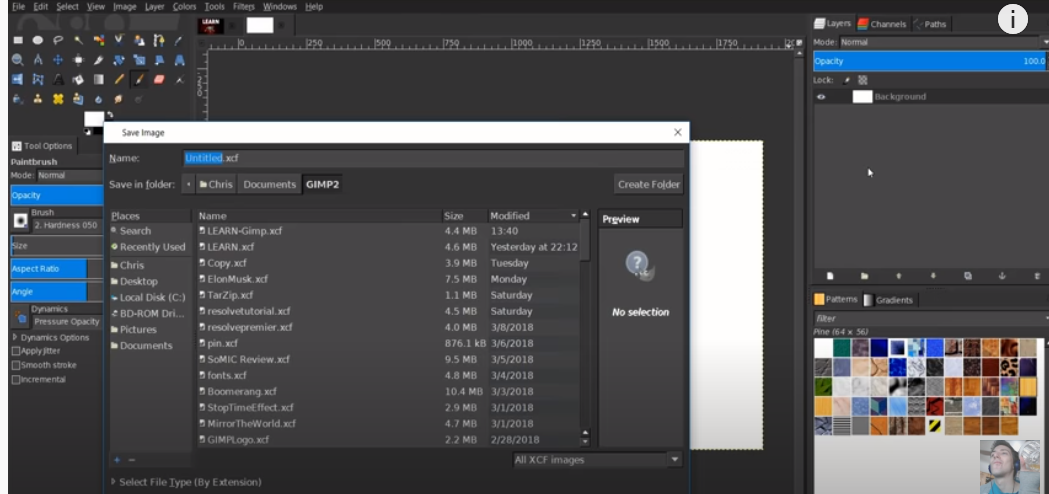 File Edit Select View Image Layer Colors Tools Filters Windows Help
LEARN
i
Layers Channels Paths
Mode: Normal
Opacity 100.0
Lock:
Background
0 250 500 750 1000 1250 1500 1750
250
Tool Options
Paintbrush
Mode: Normal
Opacity
Brush
2. Hardness 050
Size
Aspect Ratio
Angle
Dynamics
Pressure Opacity
Dynamics Options
Apply Jitter
Smooth stroke
Incremental
Save Image
Name: Untitled.xcf
Save in folder: Chris Documents GIMP2 Create Folder
Places
Search
Recently Used
Chris
Desktop
Local Disk (C:)
BD-ROM Dri...
Pictures
Documents
Name Size Modified
LEARN-Gimp.xcf 4.4 MB 13:40
LEARN.xcf 4.6 MB Yesterday at 22:12
Copy.xcf 3.9 MB Tuesday
ElonMusk.xcf 7.5 MB Monday
TarZip.xcf 1.1 MB Saturday
resolvetutorial.xcf 4.5 MB Saturday
resolvepremier.xcf 4.0 MB 3/8/2018
pin.xcf 876.1 kB 3/6/2018
SoMIC Review.xcf 9.5 MB 3/5/2018
fonts.xcf 4.8 MB 3/4/2018
Boomerang.xcf 10.4 MB 3/3/2018
StopTimeEffect.xcf 2.9 MB 3/1/2018
MirrorTheWorld.xcf 4.7 MB 3/1/2018
GIMPLogo.xcf 2.2 MB 2/28/2018
Preview
No selection
All XCF images
Select File Type (By Extension)
Patterns Gradients
filter
Pine (64 x 56)